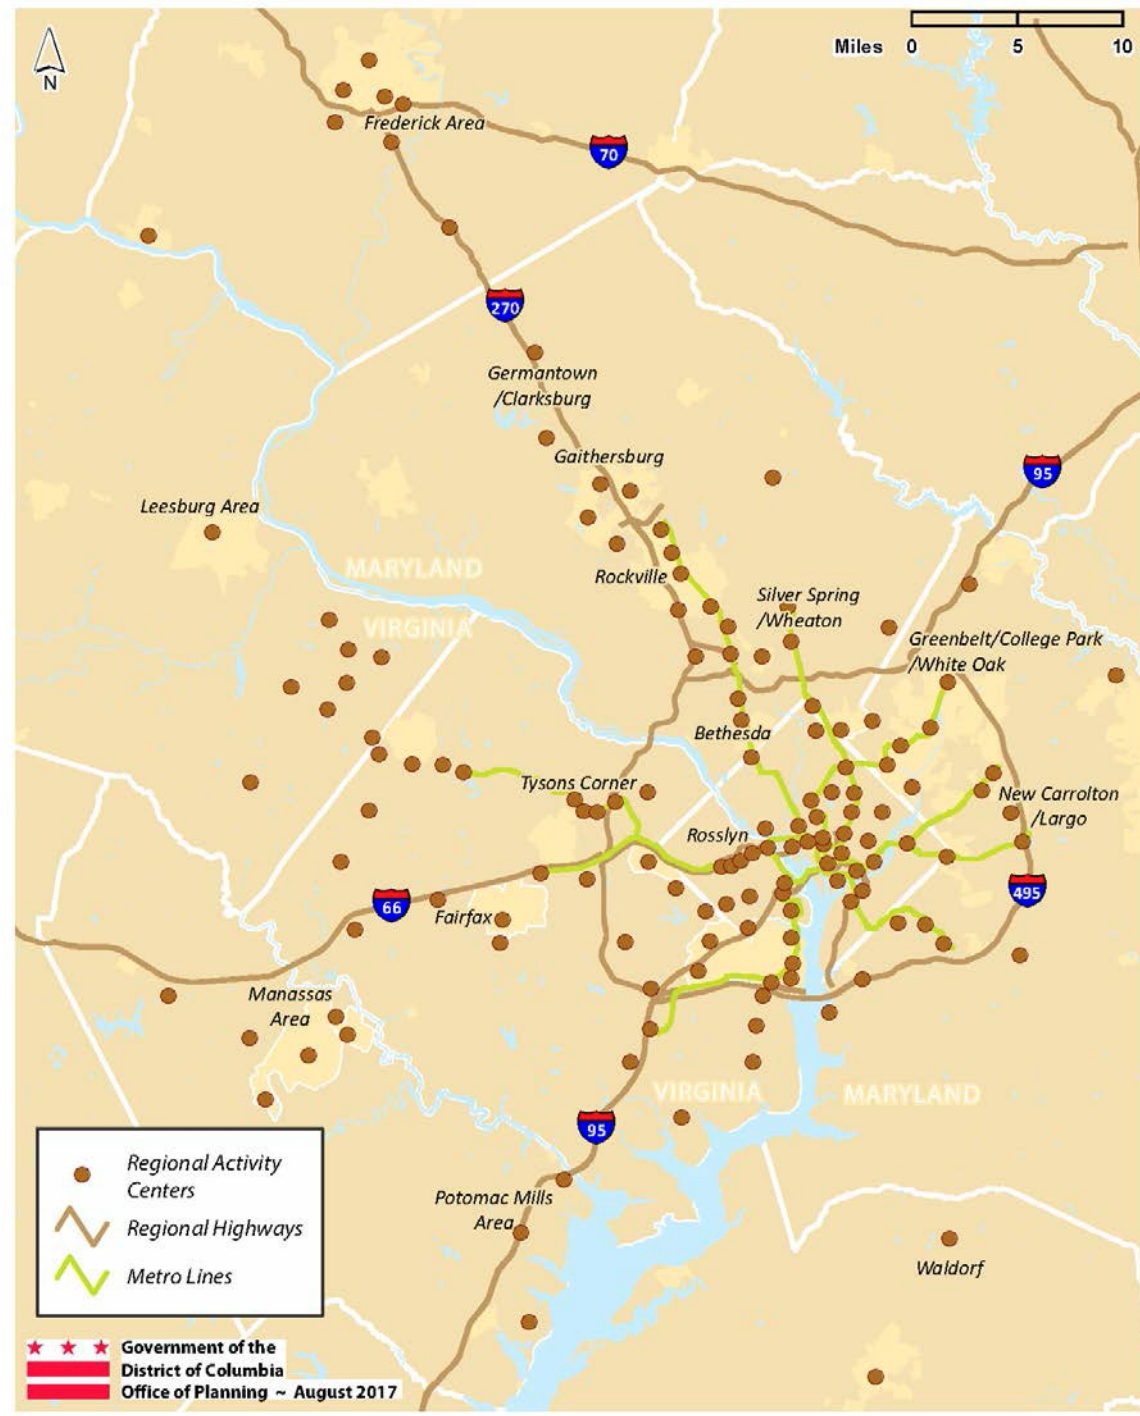 Miles 0 5 10
N
Frederick Area
70
270
Germantown
/Clarksburg
Gaithersburg
95
Leesburg Area
MARYLAND
VIRGINIA
Rockville
Silver Spring
/Wheaton
Greenbelt/College Park
/White Oak
Bethesda
Tysons Corner
New Carrolton
/Largo
Rosslyn
66
495
Fairfax
Manassas
Area
VIRGINIA
MARYLAND
95
Potomac Mills
Area
Waldorf
Regional Activity
Centers
Regional Highways
Metro Lines
Government of the
District of Columbia
Office of Planning ~ August 2017